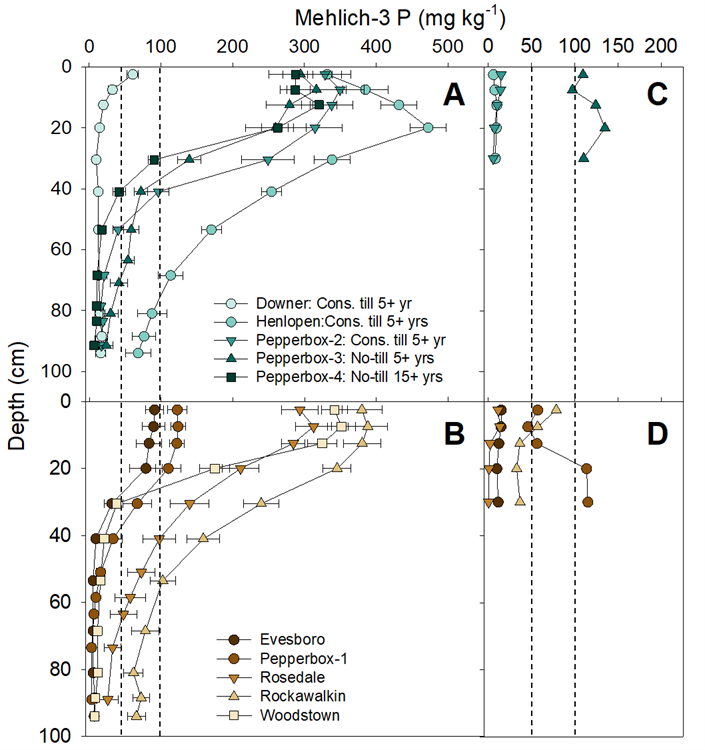 Mehlich-3 P (mg kg⁻¹)
0 100 200 300 400 500 0 50 100 150 200
0
20
40
60
80
100
A
C
Downer: Cons. till 5+ yr
Henlopen:Cons. till 5+ yrs
Pepperbox-2: Cons. till 5+ yr
Pepperbox-3: No-till 5+ yrs
Pepperbox-4: No-till 15+ yrs
Depth (cm)
0
20
40
60
80
100
B
D
Evesboro
Pepperbox-1
Rosedale
Rockawalkin
Woodstown